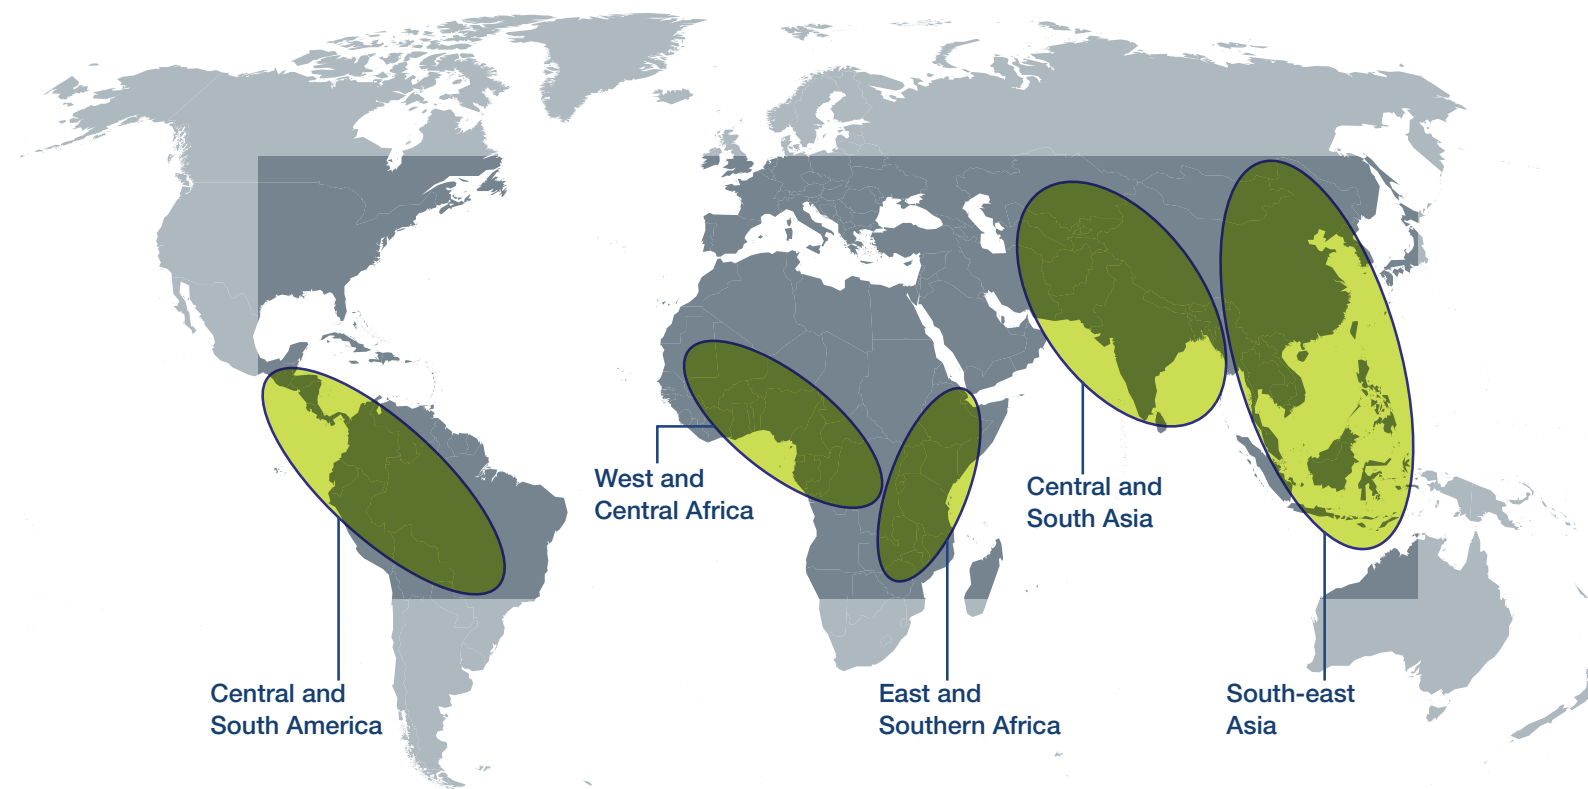 West and
Central Africa
Central and
South Asia
Central and
South America
East and
Southern Africa
South-east
Asia